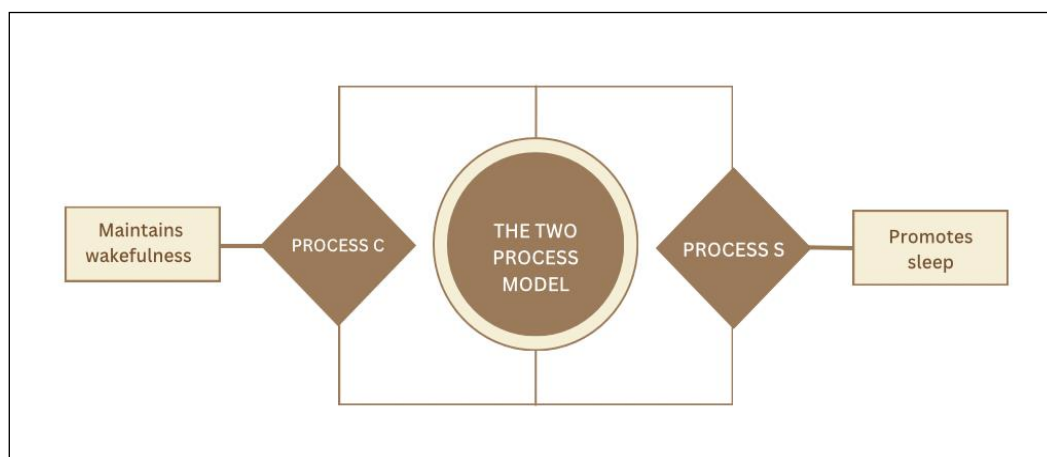 Maintains
wakefulness
PROCESS C
THE TWO
PROCESS
MODEL
PROCESS S
Promotes
sleep